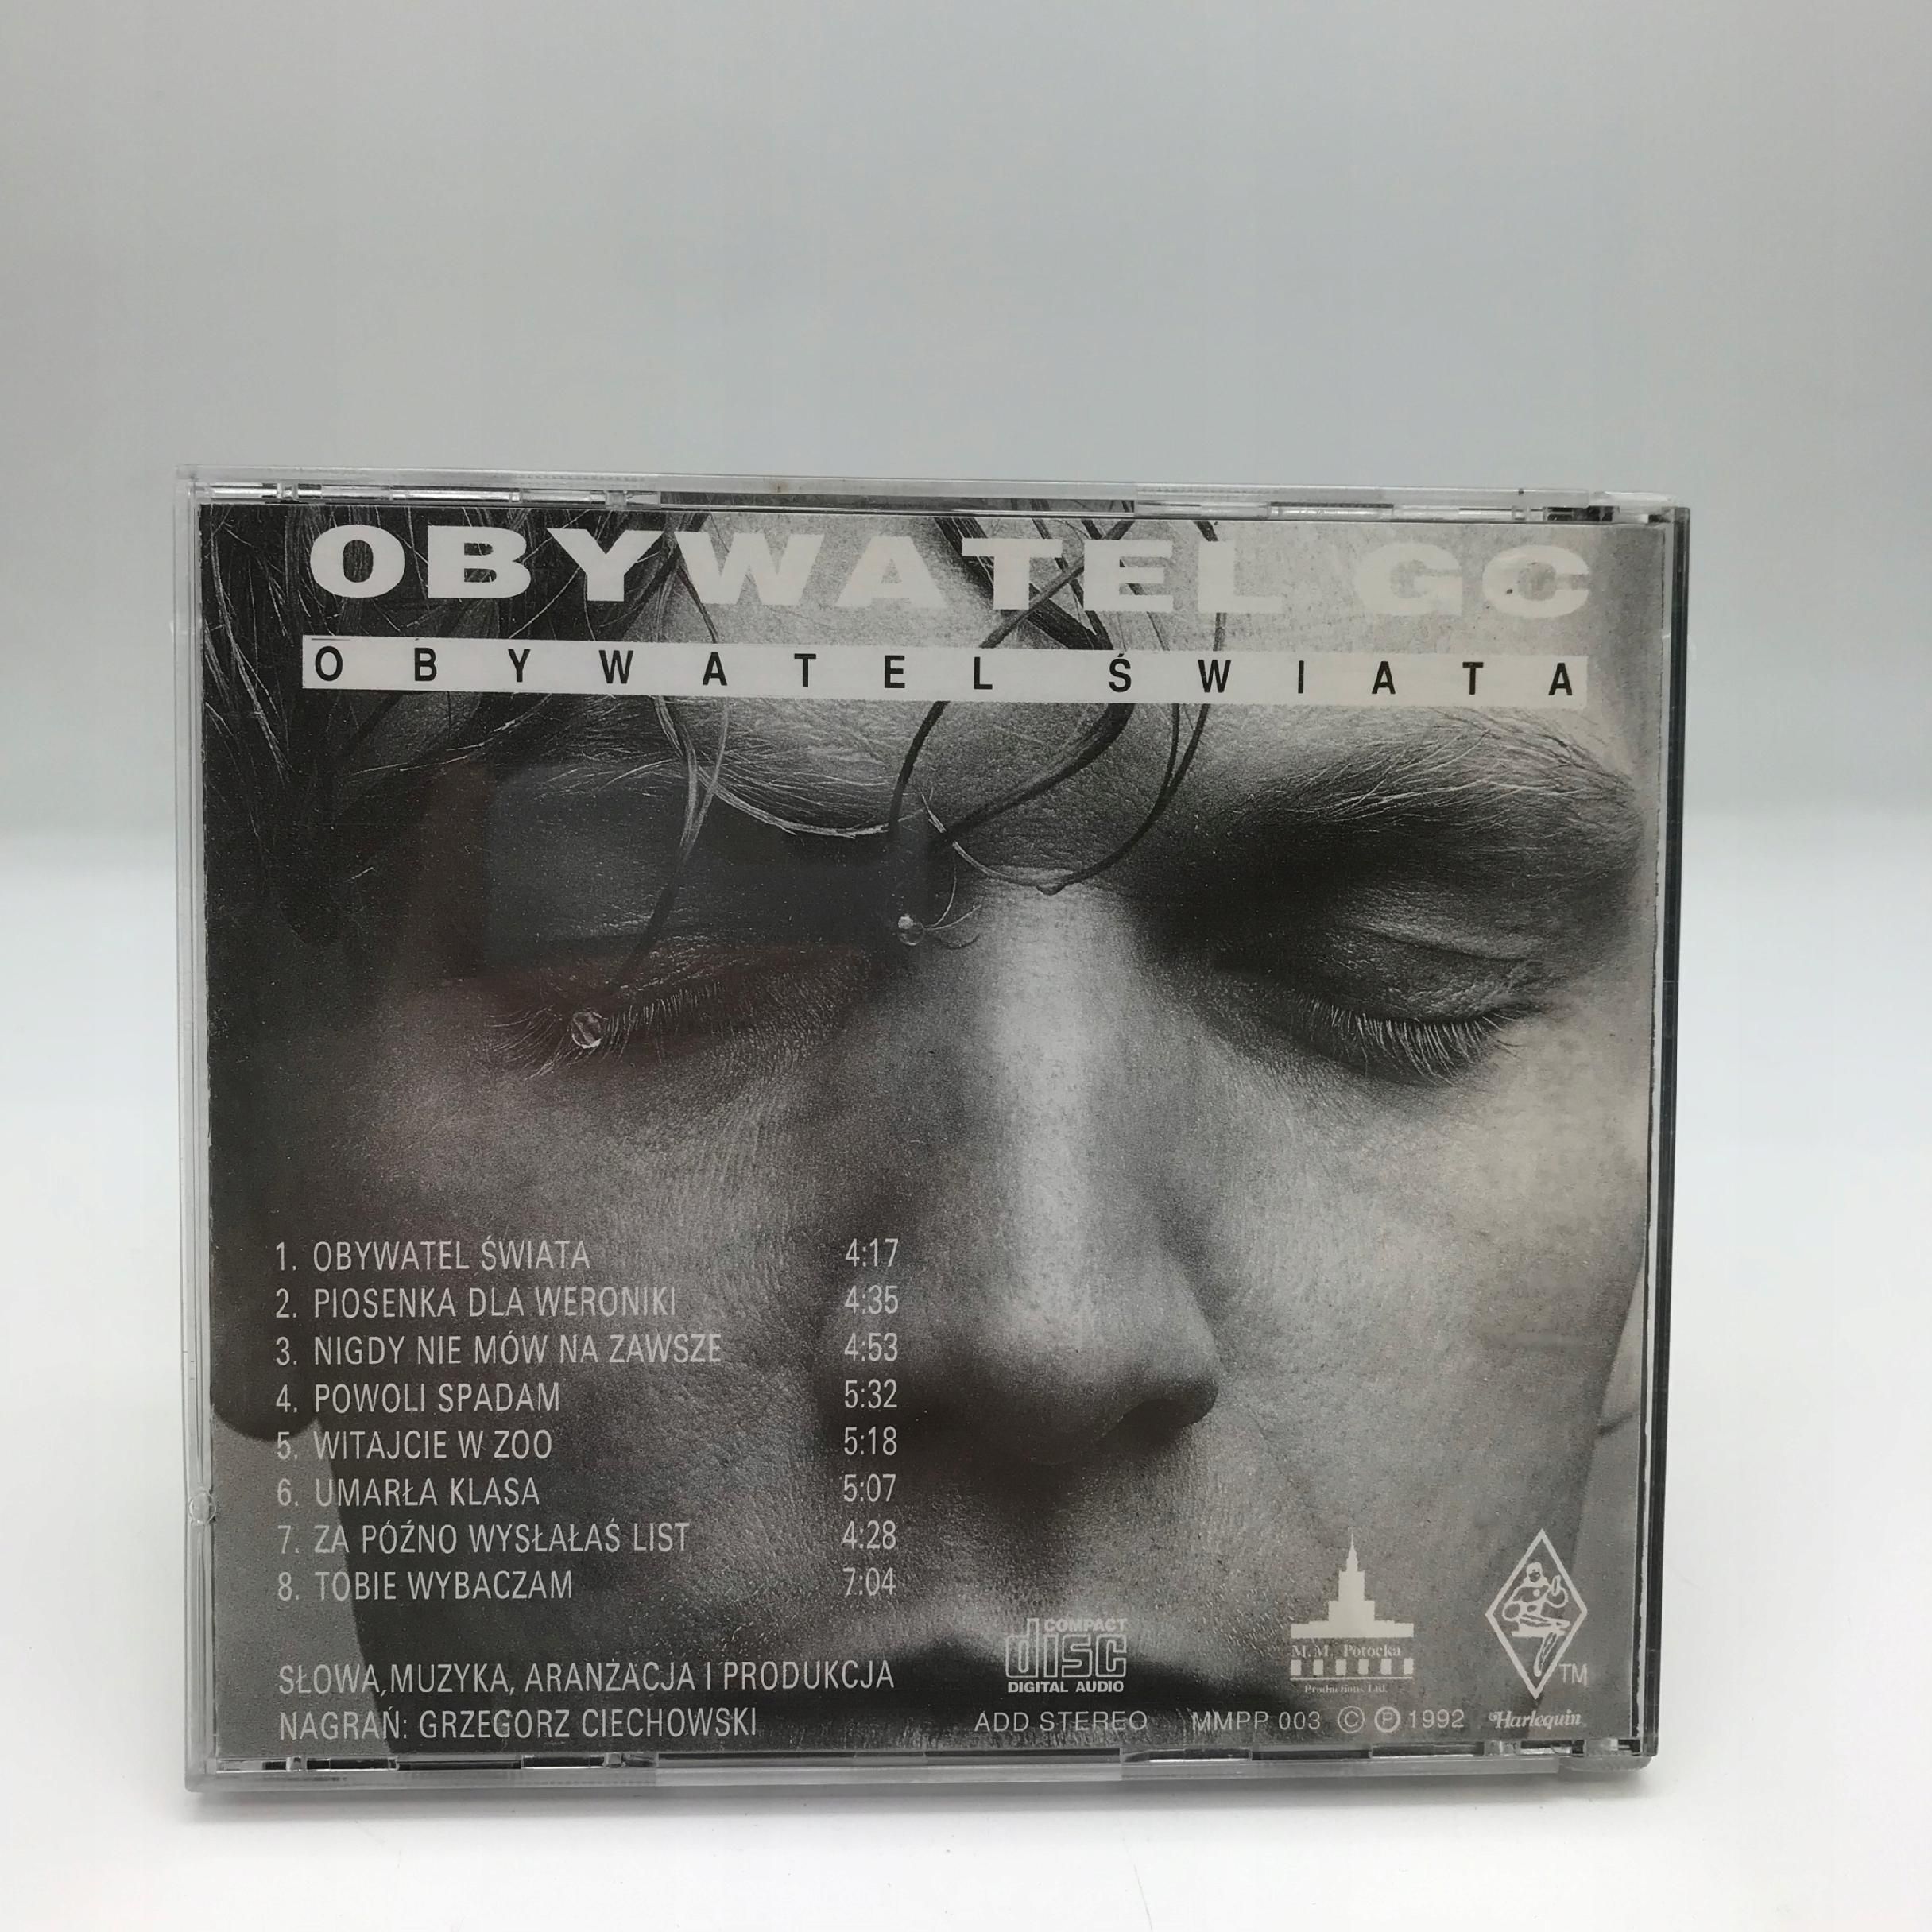 OBYWATEL GC
OBYWATEL ŚWIATA
1. OBYWATEL ŚWIATA 4:17
2. PIOSENKA DLA WERONIKI 4:35
3. NIGDY NIE MÓW NA ZAWSZE 4:53
4. POWOLI SPADAM 5:32
5. WITAJCIE W ZOO 5:18
6. UMARŁA KLASA 5:07
7. ZA PÓŹNO WYSŁAŁAŚ LIST 4:28
8. TOBIE WYBACZAM 7:04
SŁOWA,MUZYKA, ARANŻACJA I PRODUKCJA
NAGRAŃ: GRZEGORZ CIECHOWSKI
COMPACT
disc
DIGITAL AUDIO
ADD STEREO
M.M. Potocka
Productions Ltd.
MMPP 003 © ℗ 1992
TM
Harlequin